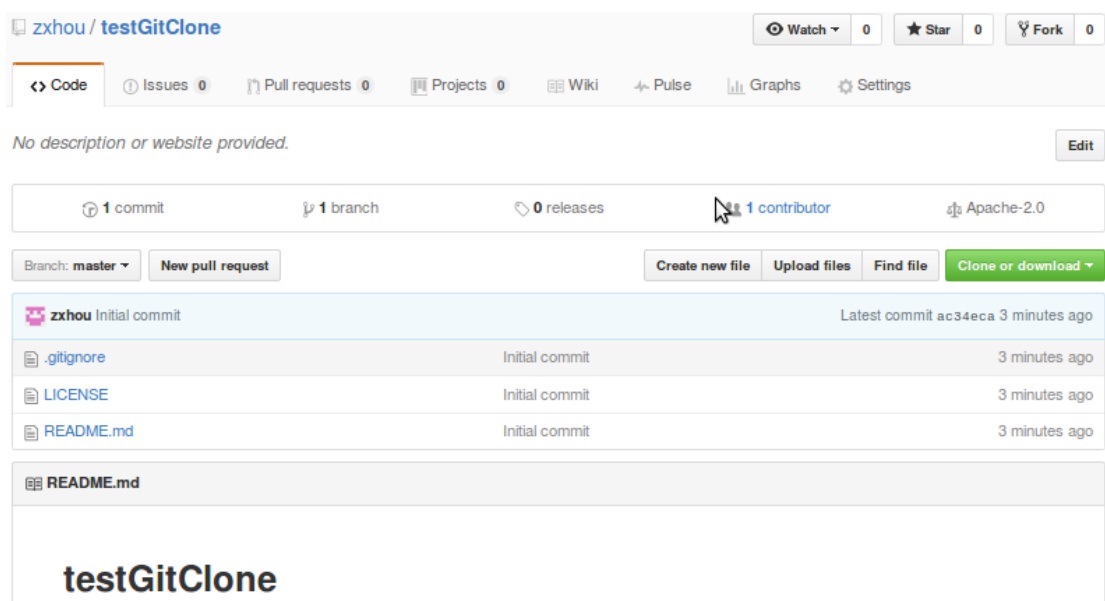 zxhou / testGitClone
Watch 0 Star 0 Fork 0
Code Issues 0 Pull requests 0 Projects 0 Wiki Pulse Graphs Settings
No description or website provided. Edit
1 commit 1 branch 0 releases 1 contributor Apache-2.0
Branch: master New pull request Create new file Upload files Find file Clone or download
zxhou Initial commit Latest commit ac34eca 3 minutes ago
.gitignore Initial commit 3 minutes ago
LICENSE Initial commit 3 minutes ago
README.md Initial commit 3 minutes ago
README.md
testGitClone